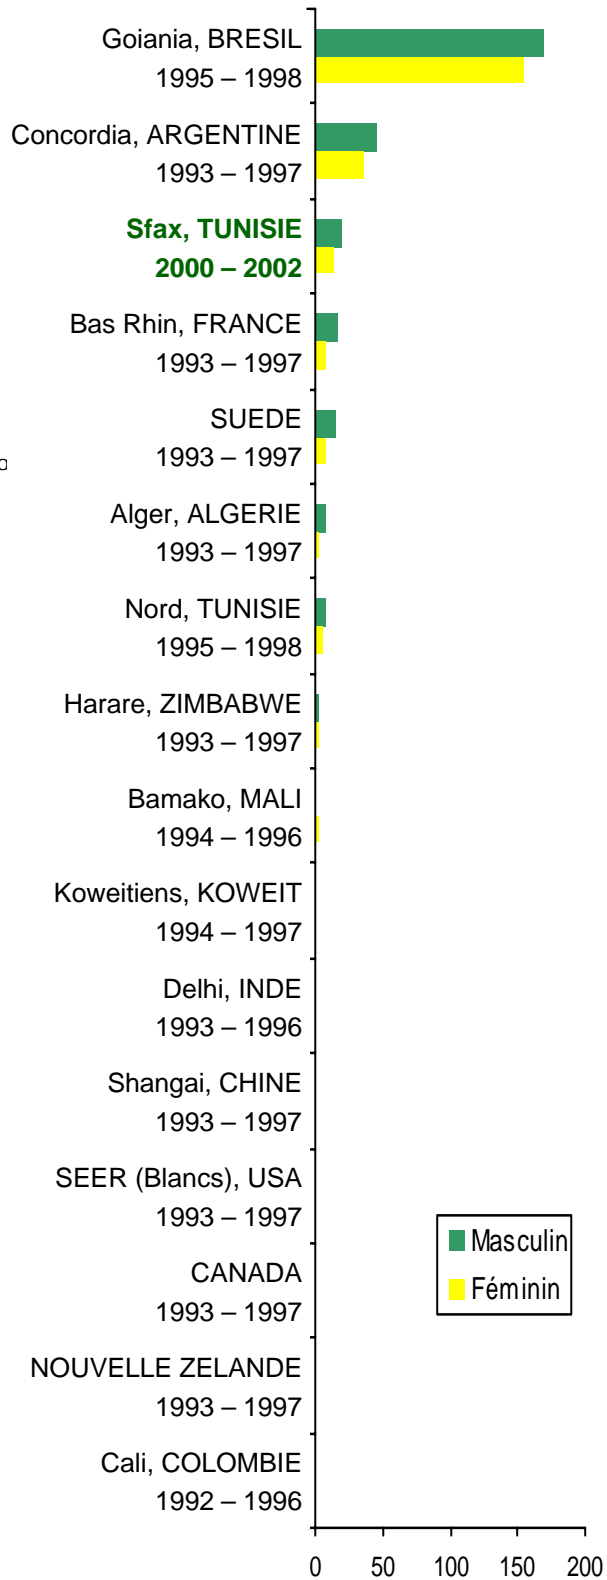 Goiania, BRESIL
1995 – 1998
Concordia, ARGENTINE
1993 – 1997
Sfax, TUNISIE
2000 – 2002
Bas Rhin, FRANCE
1993 – 1997
SUEDE
1993 – 1997
o
Alger, ALGERIE
1993 – 1997
Nord, TUNISIE
1995 – 1998
Harare, ZIMBABWE
1993 – 1997
Bamako, MALI
1994 – 1996
Koweitiens, KOWEIT
1994 – 1997
Delhi, INDE
1993 – 1996
Shangai, CHINE
1993 – 1997
SEER (Blancs), USA
1993 – 1997
Masculin
Féminin
CANADA
1993 – 1997
NOUVELLE ZELANDE
1993 – 1997
Cali, COLOMBIE
1992 – 1996
0 50 100 150 200